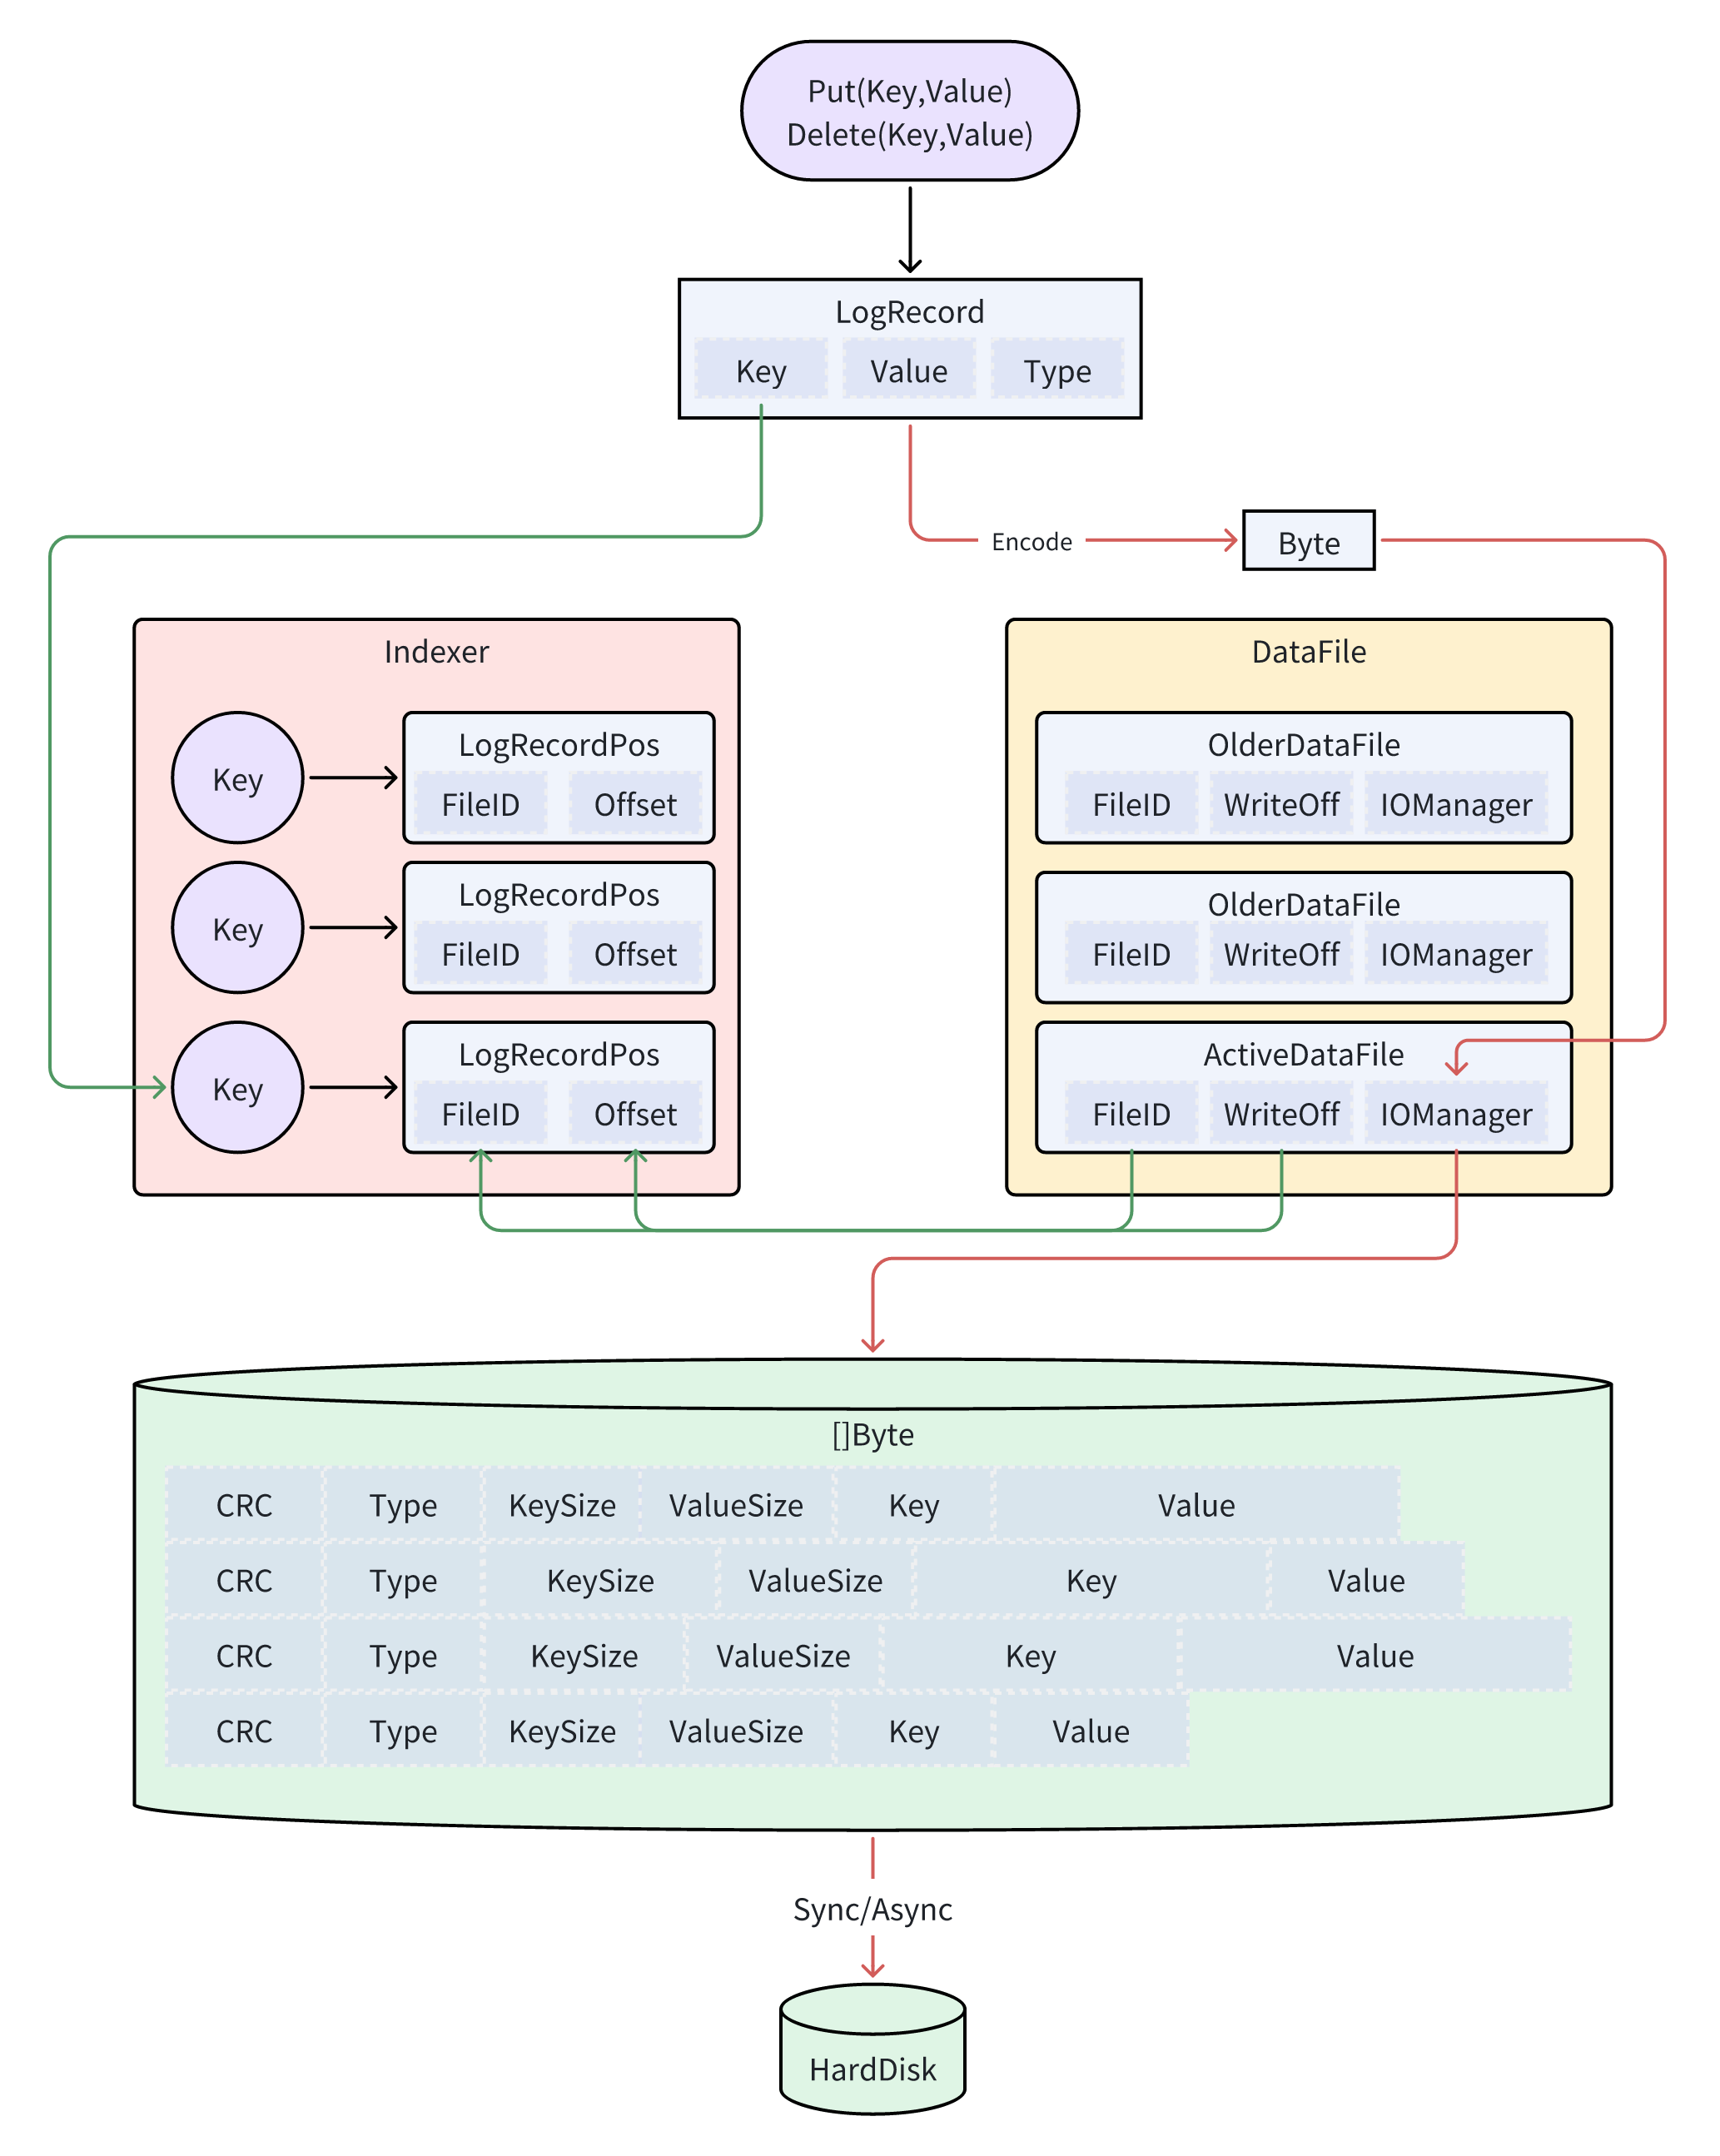 Put(Key,Value)
Delete(Key,Value)
LogRecord
Key Value Type
Encode
Byte
Indexer
Key
LogRecordPos
FileID Offset
Key
LogRecordPos
FileID Offset
Key
LogRecordPos
FileID Offset
DataFile
OlderDataFile
FileID WriteOff IOManager
OlderDataFile
FileID WriteOff IOManager
ActiveDataFile
FileID WriteOff IOManager
[]Byte
CRC Type KeySize ValueSize Key Value
CRC Type KeySize ValueSize Key Value
CRC Type KeySize ValueSize Key Value
CRC Type KeySize ValueSize Key Value
Sync/Async
HardDisk